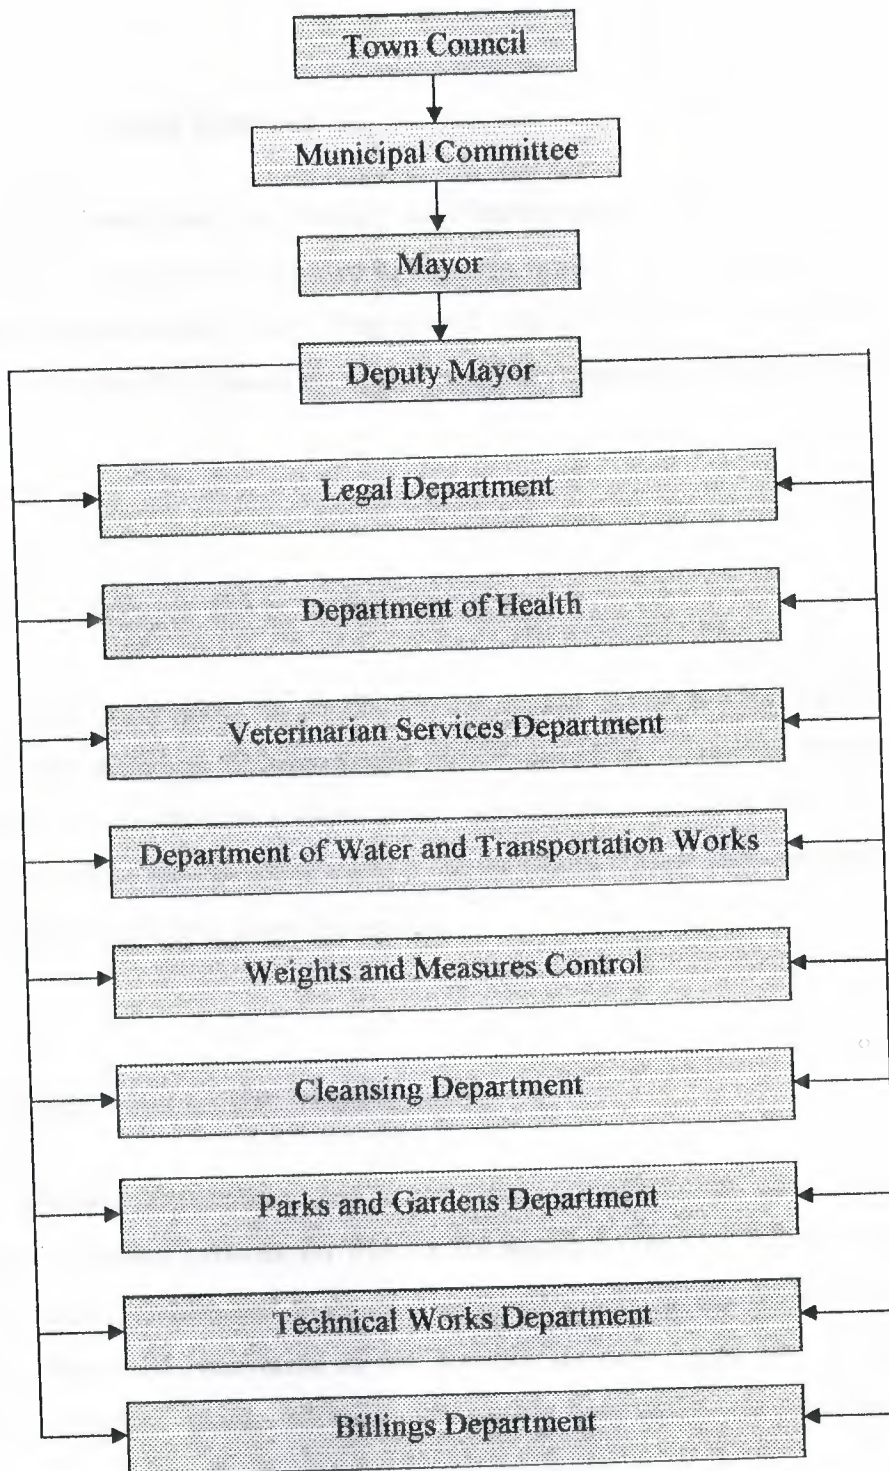 Town Council
Municipal Committee
Mayor
Deputy Mayor
Legal Department
Department of Health
Veterinarian Services Department
Department of Water and Transportation Works
Weights and Measures Control
Cleansing Department
Parks and Gardens Department
Technical Works Department
Billings Department